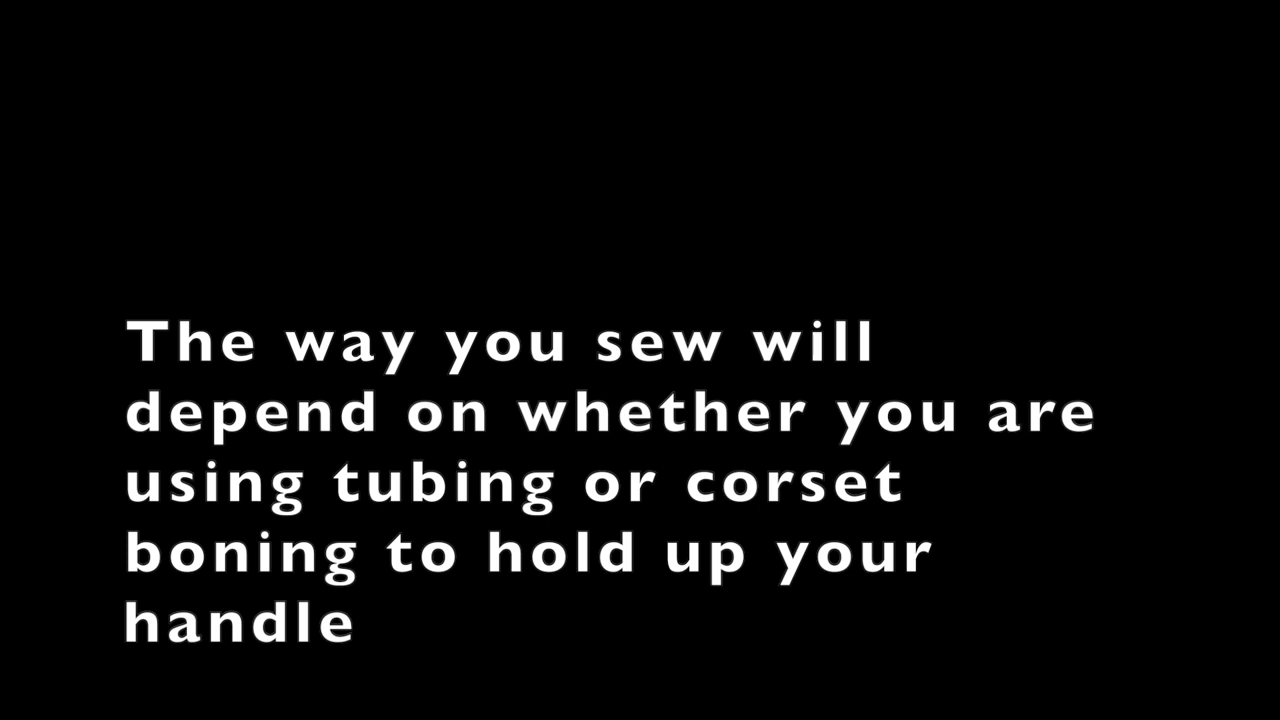 The way you sew will
depend on whether you are
using tubing or corset
boning to hold up your
handle